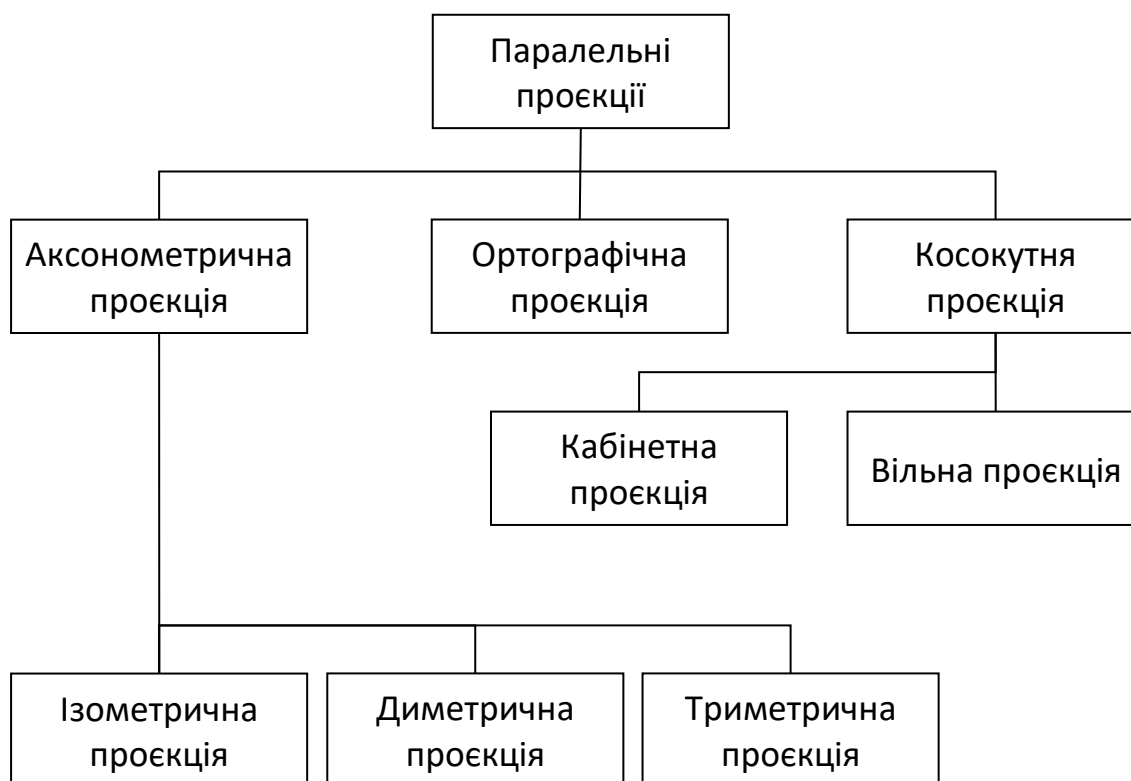 Паралельні
проєкції
Аксонометрична
проєкція
Ортографічна
проєкція
Косокутня
проєкція
Кабінетна
проєкція
Вільна проєкція
Ізометрична
проєкція
Диметрична
проєкція
Триметрична
проєкція